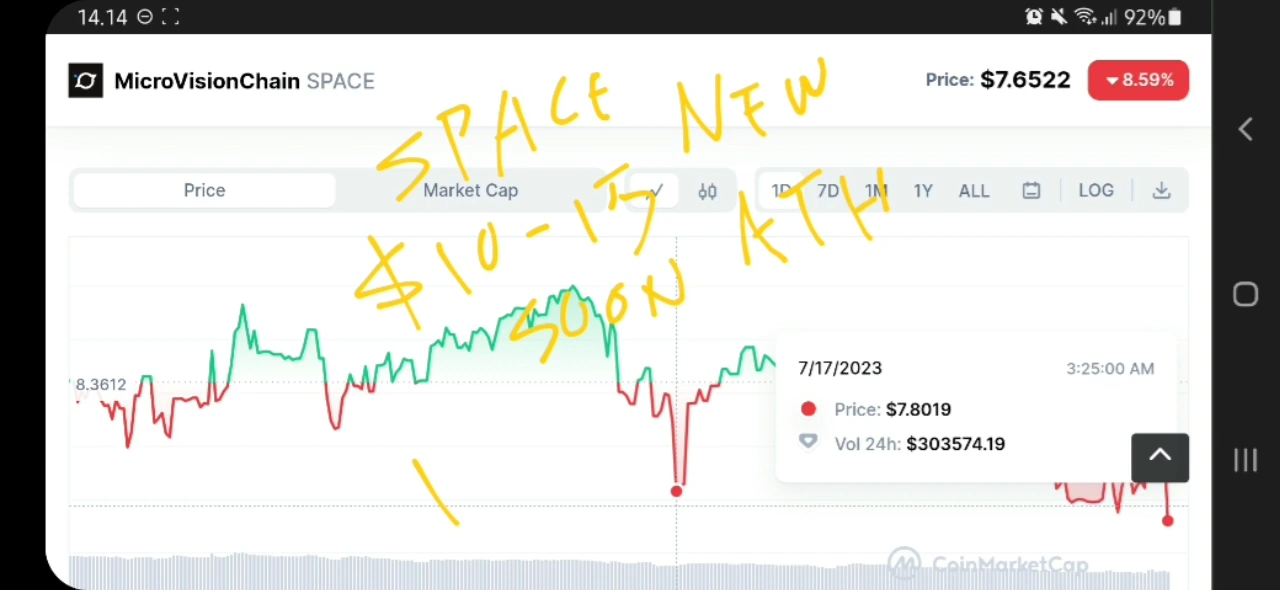 14.14 92%
MicroVisionChain SPACE Price: $7.6522 8.59%
SPACE NEW
Price Market Cap 1D 7D 1M 1Y ALL LOG
$10-15 ATH
SOON
8.3612
7/17/2023 3:25:00 AM
Price: $7.8019
Vol 24h: $303574.19
CoinMarketCap